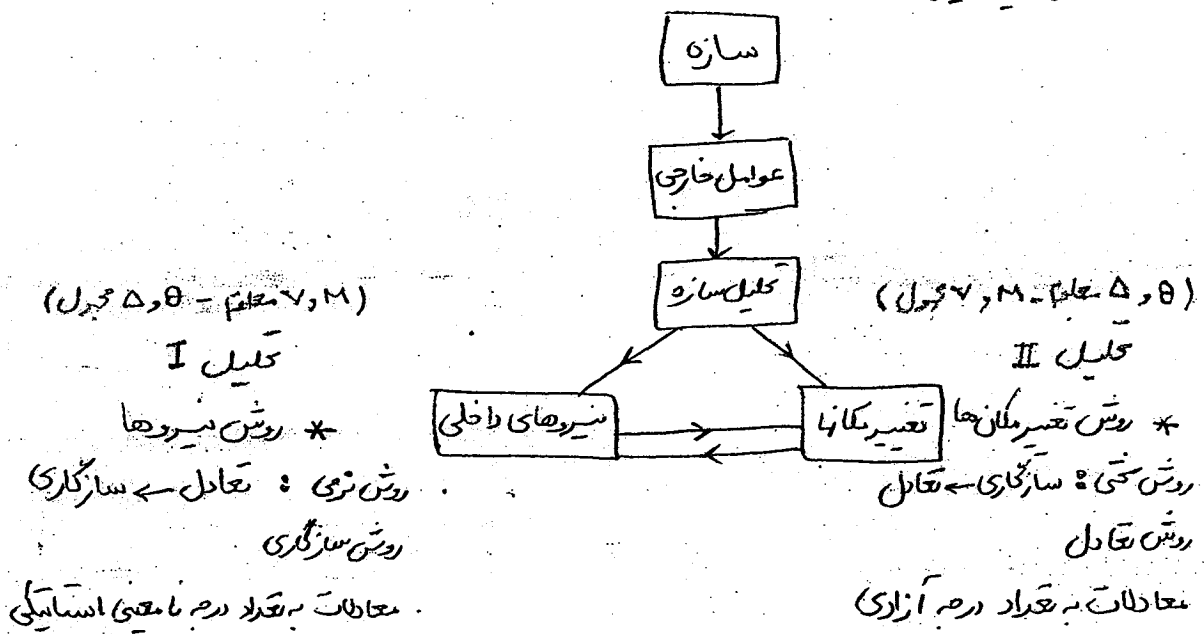 سازه
عوامل خارجی
تحلیل سازه
نیروهای داخلی
تغییر مکانها
(θ و Δ معلوم - M و V مجهول)
تحلیل II
* روش تغییر مکان‌ها
روش سختی : سازگاری ← تعادل
روش تعادل
معادلات به تعداد درجه آزادی
(M و V معلوم - θ و Δ مجهول)
تحلیل I
* روش نیروها
روش نرمی : تعادل ← سازگاری
روش سازگاری
معادلات به تعداد درجه نامعینی استاتیکی